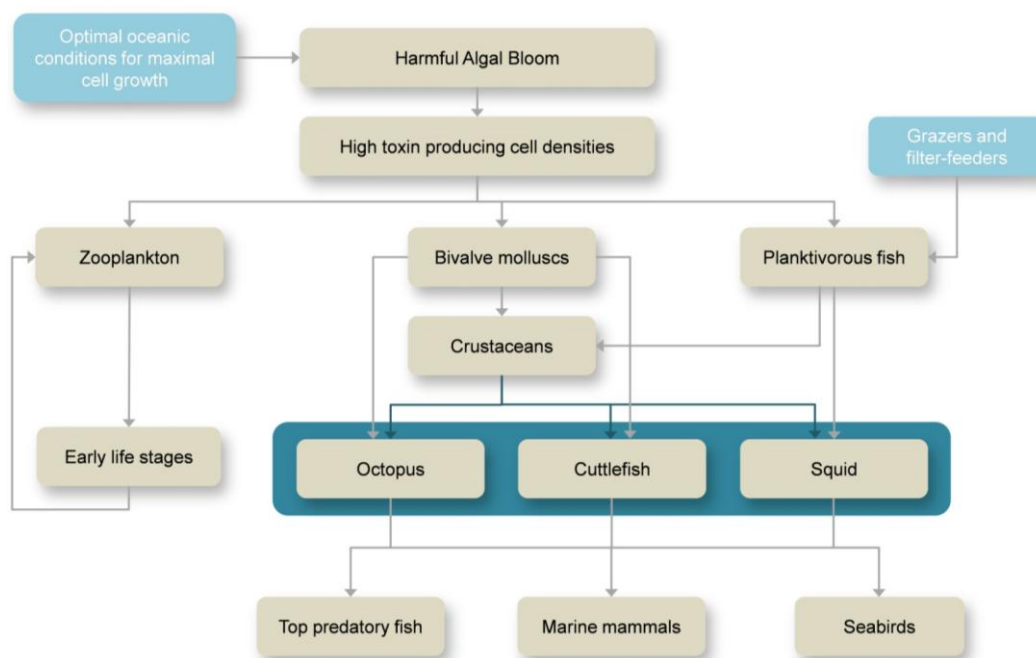 Optimal oceanic
conditions for maximal
cell growth
Harmful Algal Bloom
High toxin producing cell densities
Grazers and
filter-feeders
Zooplankton
Bivalve molluscs
Planktivorous fish
Crustaceans
Early life stages
Octopus
Cuttlefish
Squid
Top predatory fish
Marine mammals
Seabirds